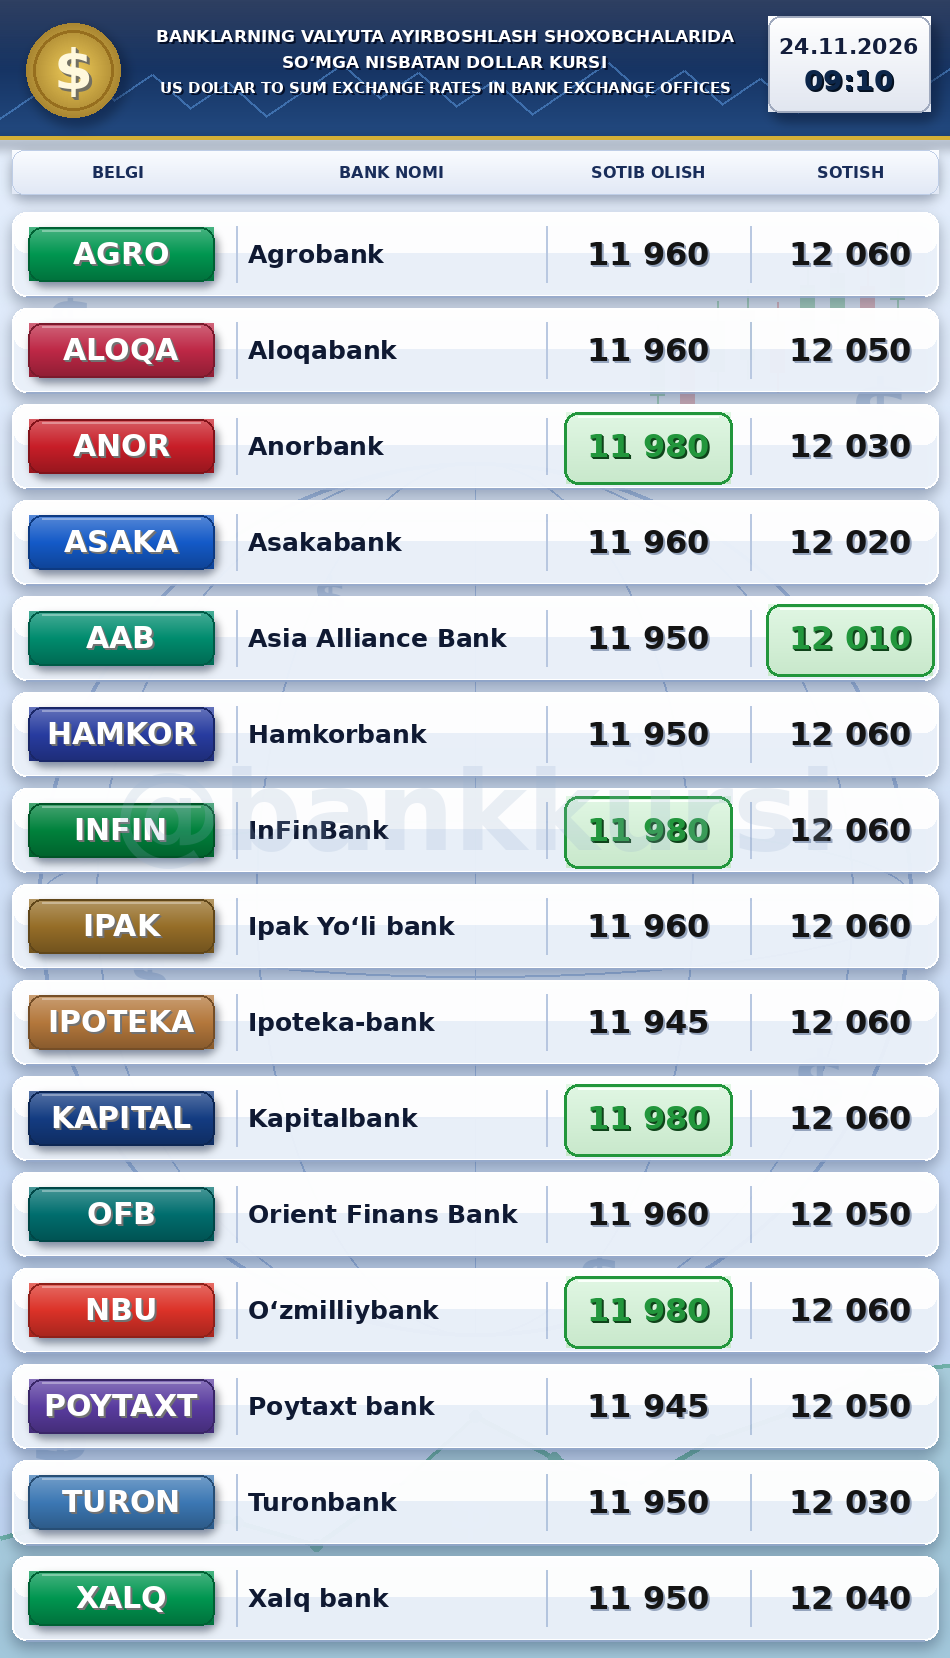 BANKLARNING VALYUTA AYIRBOSHLASH SHOXOBCHALARIDA
SO‘MGA NISBATAN DOLLAR KURSI
US DOLLAR TO SUM EXCHANGE RATES IN BANK EXCHANGE OFFICES
$
24.11.2026
09:10
BELGI BANK NOMI SOTIB OLISH SOTISH
AGRO Agrobank 11 960 12 060
ALOQA Aloqabank 11 960 12 050
ANOR Anorbank 11 980 12 030
ASAKA Asakabank 11 960 12 020
AAB Asia Alliance Bank 11 950 12 010
HAMKOR Hamkorbank 11 950 12 060
@bankkursi
INFIN InFinBank 11 980 12 060
IPAK Ipak Yo‘li bank 11 960 12 060
IPOTEKA Ipoteka-bank 11 945 12 060
KAPITAL Kapitalbank 11 980 12 060
OFB Orient Finans Bank 11 960 12 050
NBU O‘zmilliybank 11 980 12 060
POYTAXT Poytaxt bank 11 945 12 050
TURON Turonbank 11 950 12 030
XALQ Xalq bank 11 950 12 040